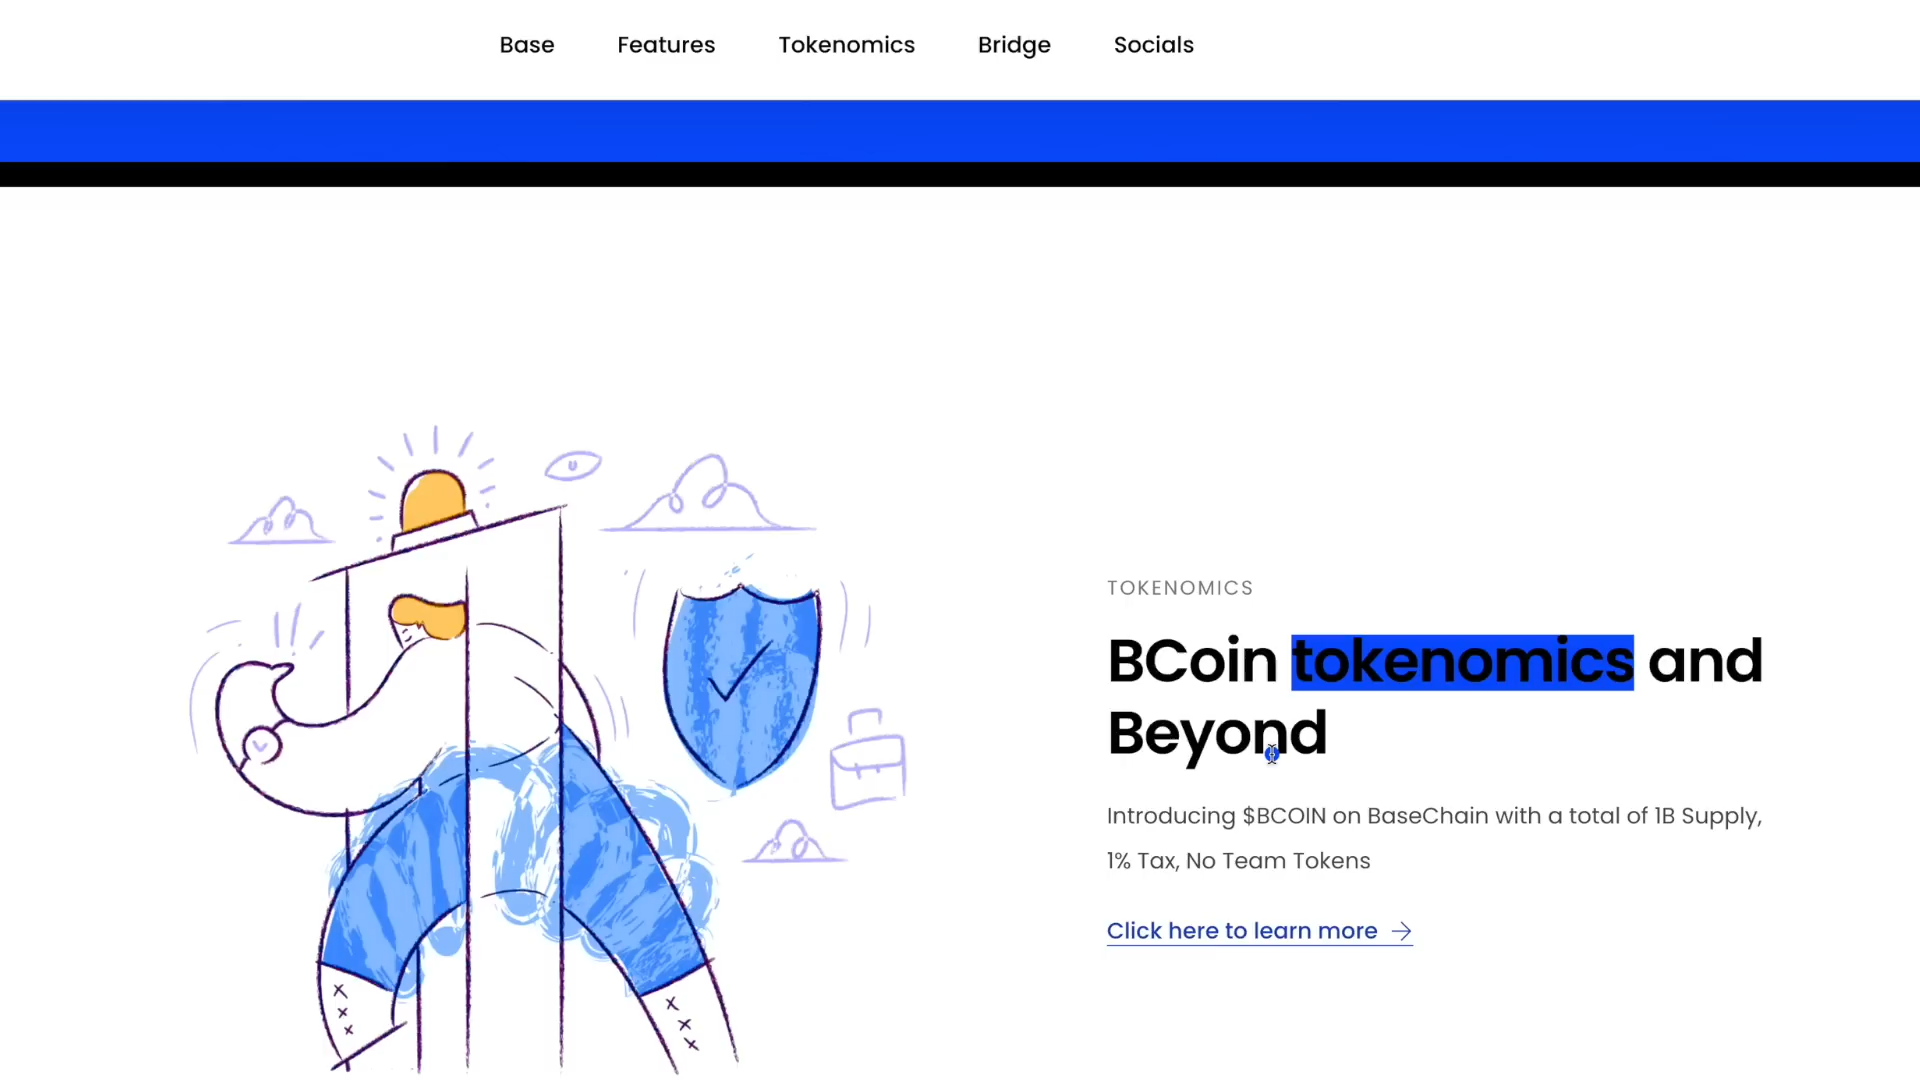 Base Features Tokenomics Bridge Socials
TOKENOMICS
BCoin tokenomics and
Beyond
Introducing $BCOIN on BaseChain with a total of 1B Supply,
1% Tax, No Team Tokens
Click here to learn more →